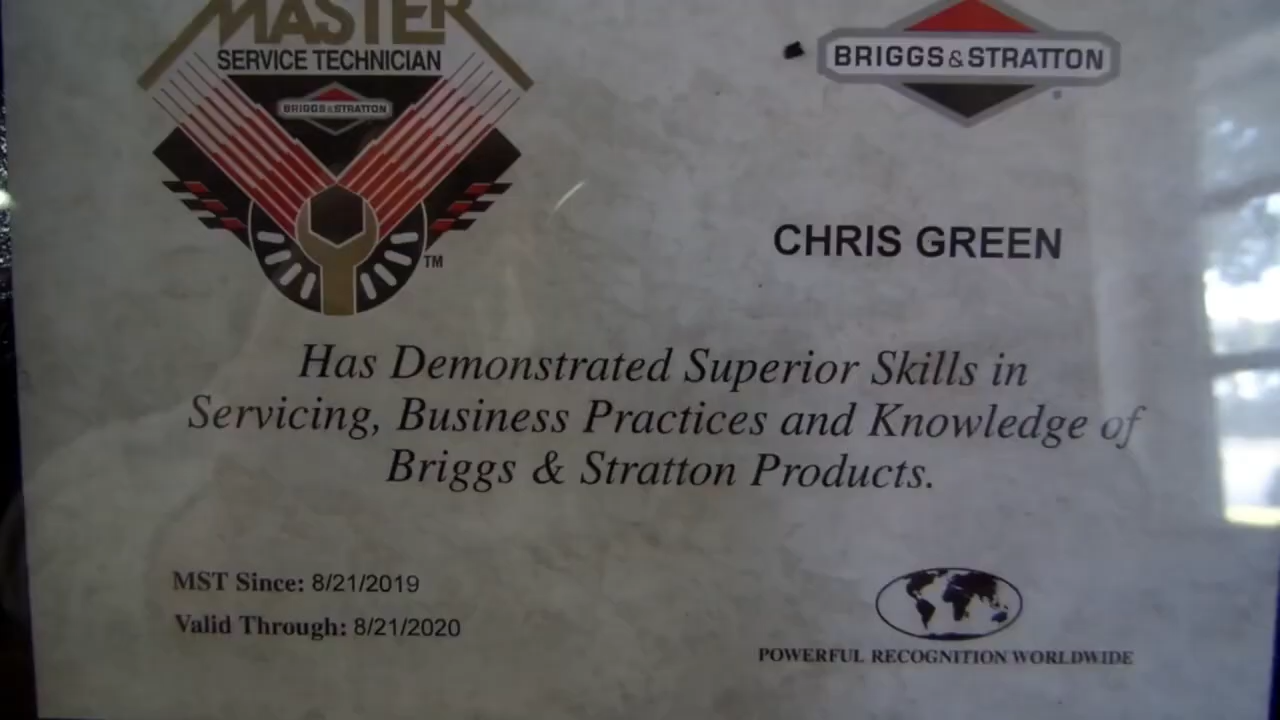 MASTER
SERVICE TECHNICIAN
BRIGGS & STRATTON
TM
BRIGGS & STRATTON
®
CHRIS GREEN
Has Demonstrated Superior Skills in
Servicing, Business Practices and Knowledge of
Briggs & Stratton Products.
MST Since: 8/21/2019
Valid Through: 8/21/2020
POWERFUL RECOGNITION WORLDWIDE